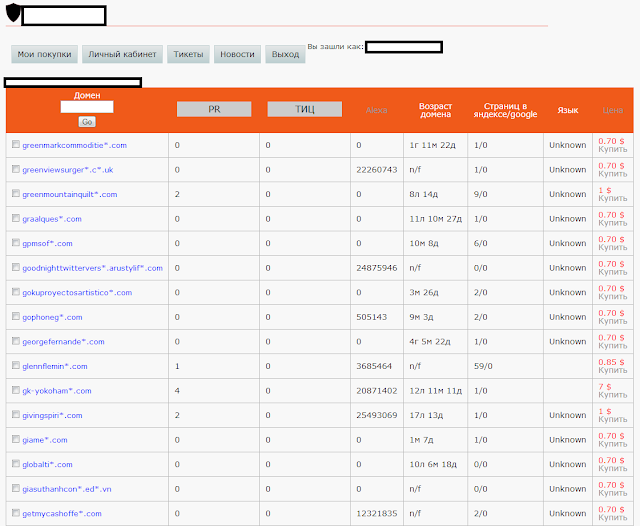 Вы зашли как:
Мои покупки Личный кабинет Тикеты Новости Выход
Домен PR ТИЦ Alexa Возраст домена Страниц в яндексе/google Язык Цена
Go
greenmarkcommoditie*.com 0 0 0 1г 11м 22д 1/0 Unknown 0.70 $ Купить
greenviewsurger*.c*.uk 0 0 22260743 n/f 1/0 Unknown 0.70 $ Купить
greenmountainquilt*.com 2 0 0 8л 14д 9/0 Unknown 1 $ Купить
graalques*.com 0 0 0 11л 10м 27д 1/0 Unknown 0.70 $ Купить
gpmsof*.com 0 0 0 10м 8д 6/0 Unknown 0.70 $ Купить
goodnighttwittervers*.arustylif*.com 0 0 24875946 n/f 0/0 Unknown 0.70 $ Купить
gokuproyectosartistico*.com 0 0 0 3м 26д 2/0 Unknown 0.70 $ Купить
gophoneg*.com 0 0 505143 9м 3д 2/0 Unknown 0.70 $ Купить
georgefernande*.com 0 0 0 4г 5м 22д 1/0 Unknown 0.70 $ Купить
glennflemin*.com 1 0 3685464 n/f 59/0 0.85 $ Купить
gk-yokoham*.com 4 0 20871402 12л 11м 11д 1/0 7 $ Купить
givingspiri*.com 2 0 25493069 17л 13д 1/0 Unknown 1 $ Купить
giame*.com 0 0 0 1м 7д 1/0 Unknown 0.70 $ Купить
globalti*.com 0 0 0 10л 6м 18д 0/0 Unknown 0.70 $ Купить
giasuthanhcon*.ed*.vn 0 0 0 n/f 0/0 Unknown 0.70 $ Купить
getmycashoffe*.com 0 0 12321835 n/f 2/0 Unknown 0.70 $ Купить